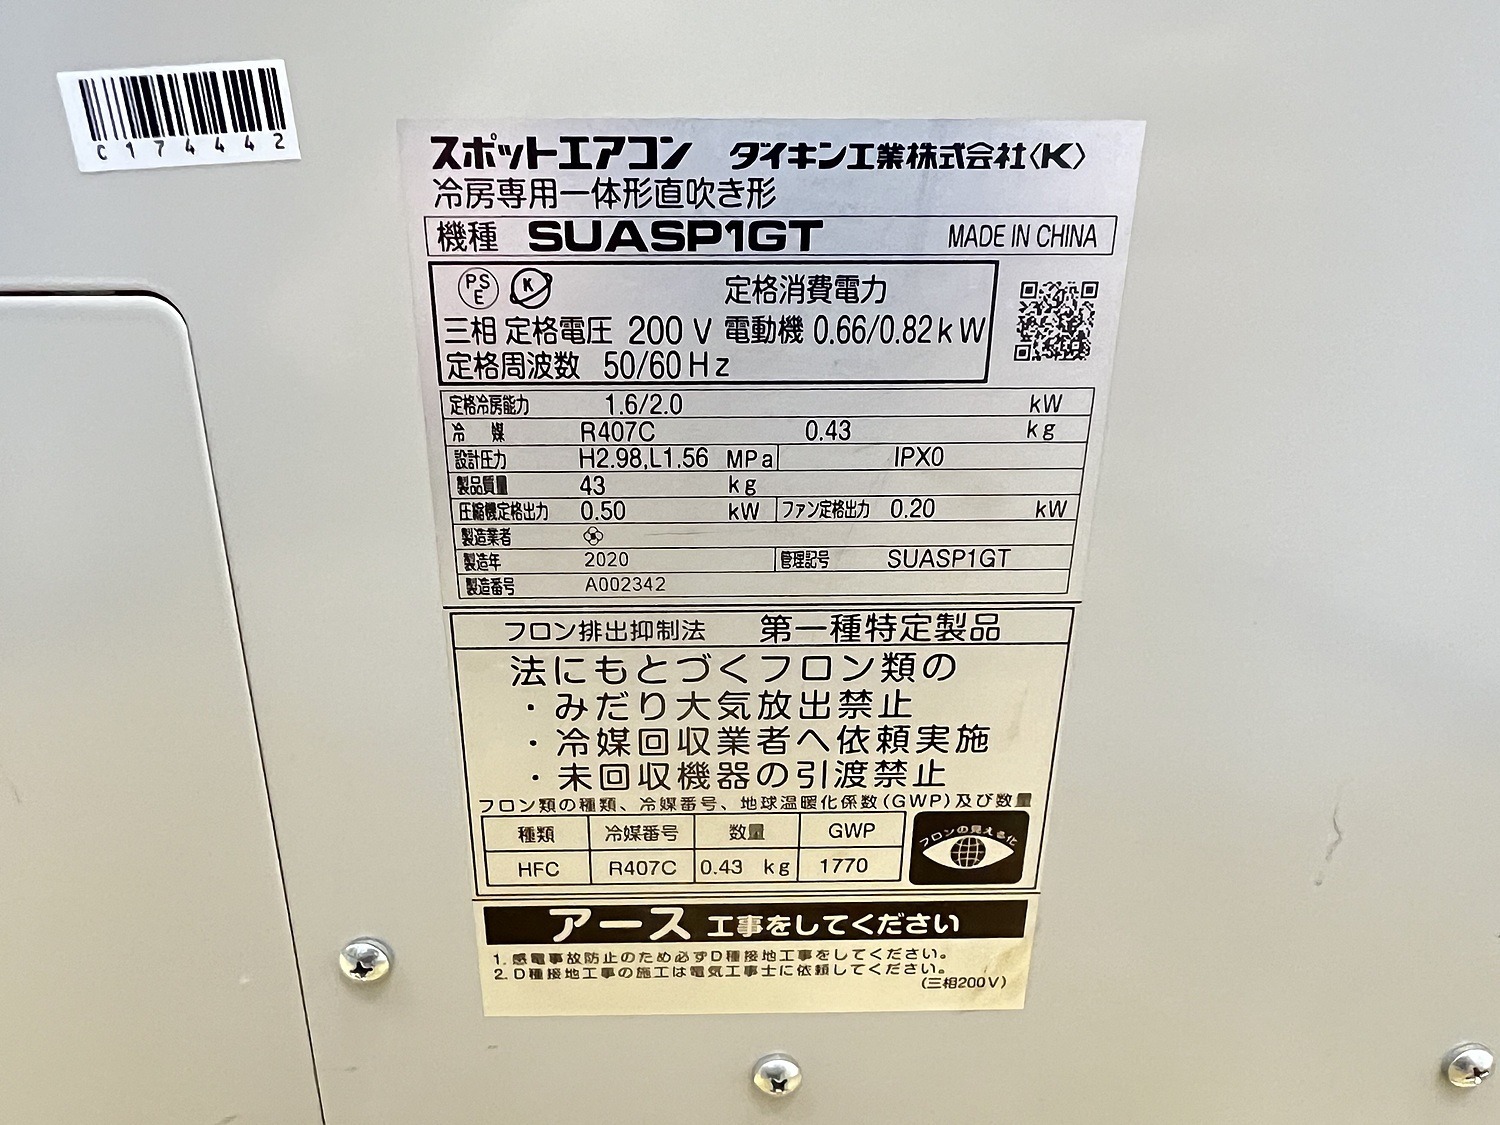 C174442
スポットエアコン ダイキン工業株式会社〈K〉
冷房専用一体形直吹き形
機種 SUASP1GT MADE IN CHINA
PSE K 定格消費電力
三相 定格電圧 200 V 電動機 0.66/0.82kW
定格周波数 50/60Hz
定格冷房能力 1.6/2.0 kW
冷媒 R407C 0.43 kg
設計圧力 H2.98,L1.56 MPa IPX0
製品質量 43 kg
圧縮機定格出力 0.50 kW ファン定格出力 0.20 kW
製造業者
製造年 2020 管理記号 SUASP1GT
製造番号 A002342
フロン排出抑制法 第一種特定製品
法にもとづくフロン類の
・みだり大気放出禁止
・冷媒回収業者へ依頼実施
・未回収機器の引渡禁止
フロン類の種類、冷媒番号、地球温暖化係数(GWP)及び数量
種類 冷媒番号 数量 GWP
HFC R407C 0.43 kg 1770
フロンの見える化
アース 工事をしてください
1. 感電事故防止のため必ずD種接地工事をしてください。
2. D種接地工事の施工は電気工事士に依頼してください。
(三相200V)